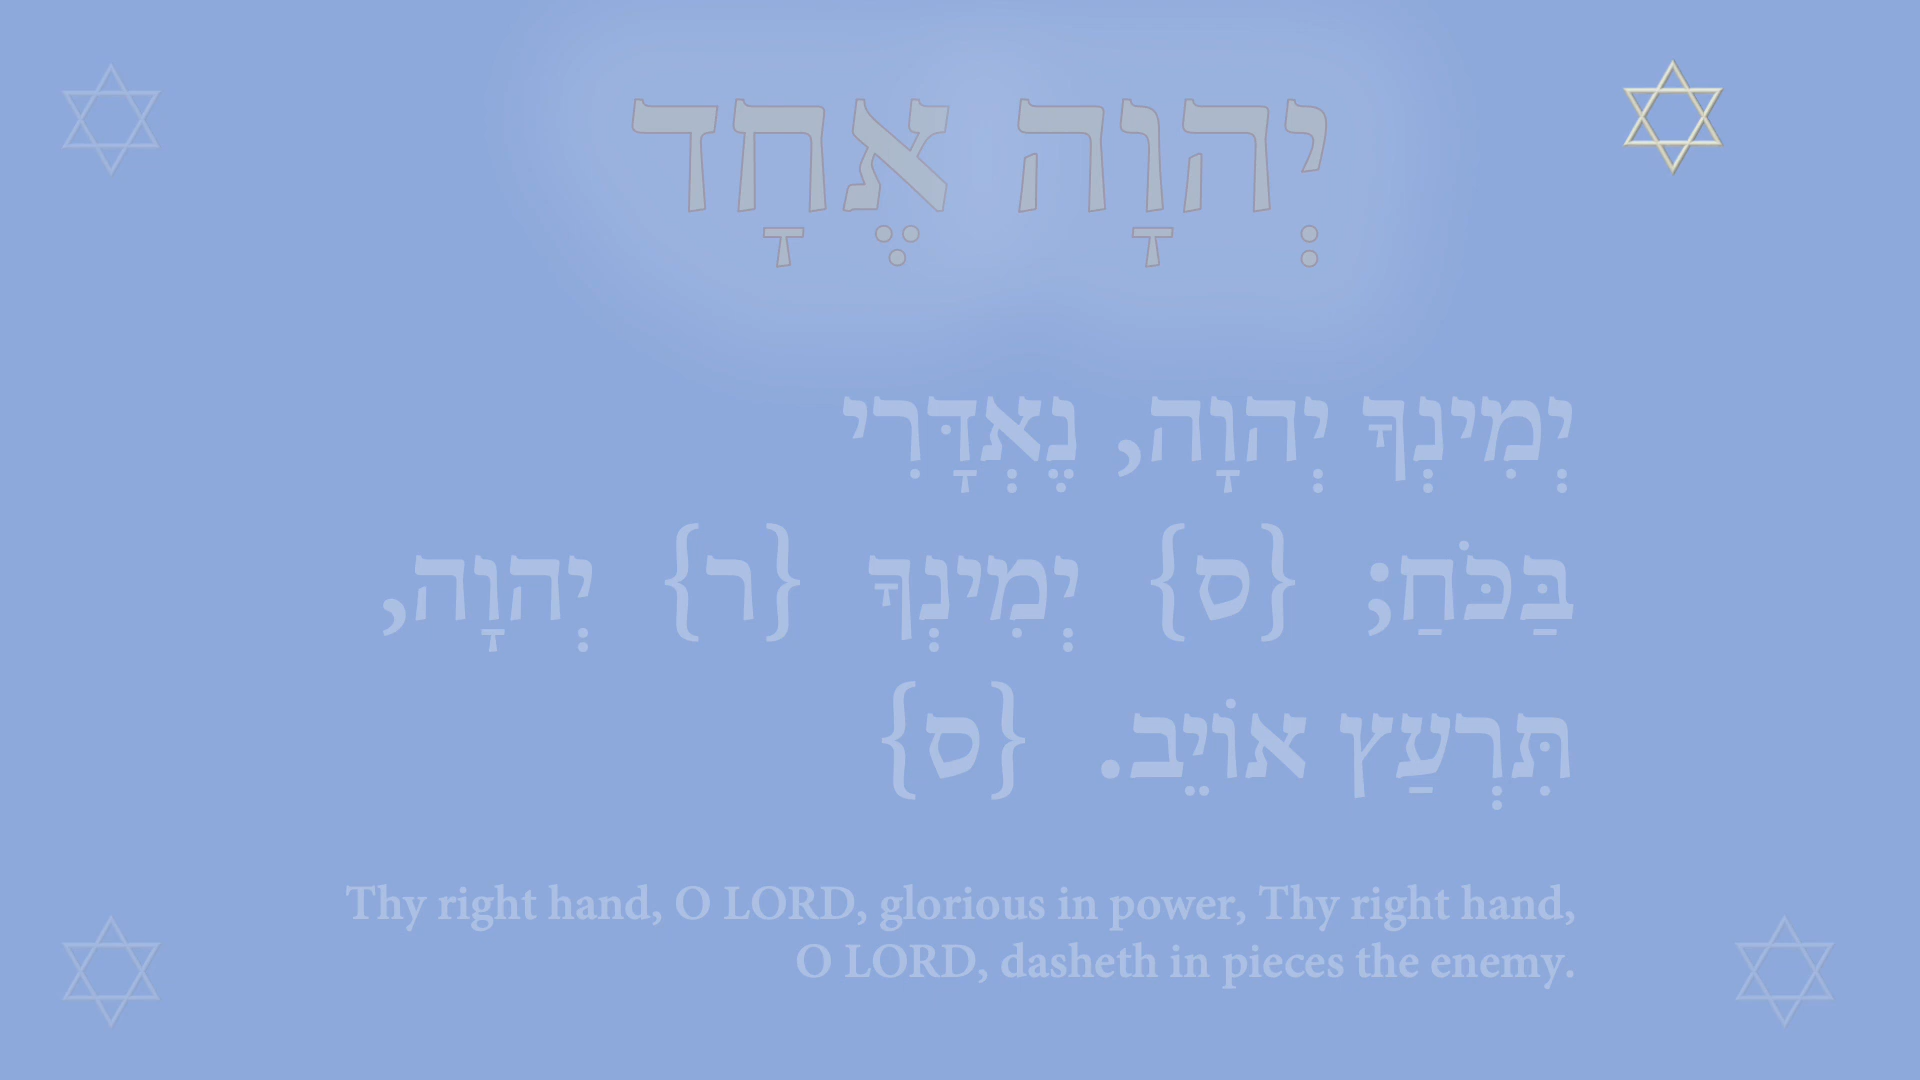 יְהוָה אֶחָד
יְמִינְךָ יְהוָה, נֶאְדָּרִי
בַּכֹּחַ; {ס} יְמִינְךָ {ר} יְהוָה,
תִּרְעַץ אוֹיֵב. {ס}
Thy right hand, O LORD, glorious in power, Thy right hand,
O LORD, dasheth in pieces the enemy.